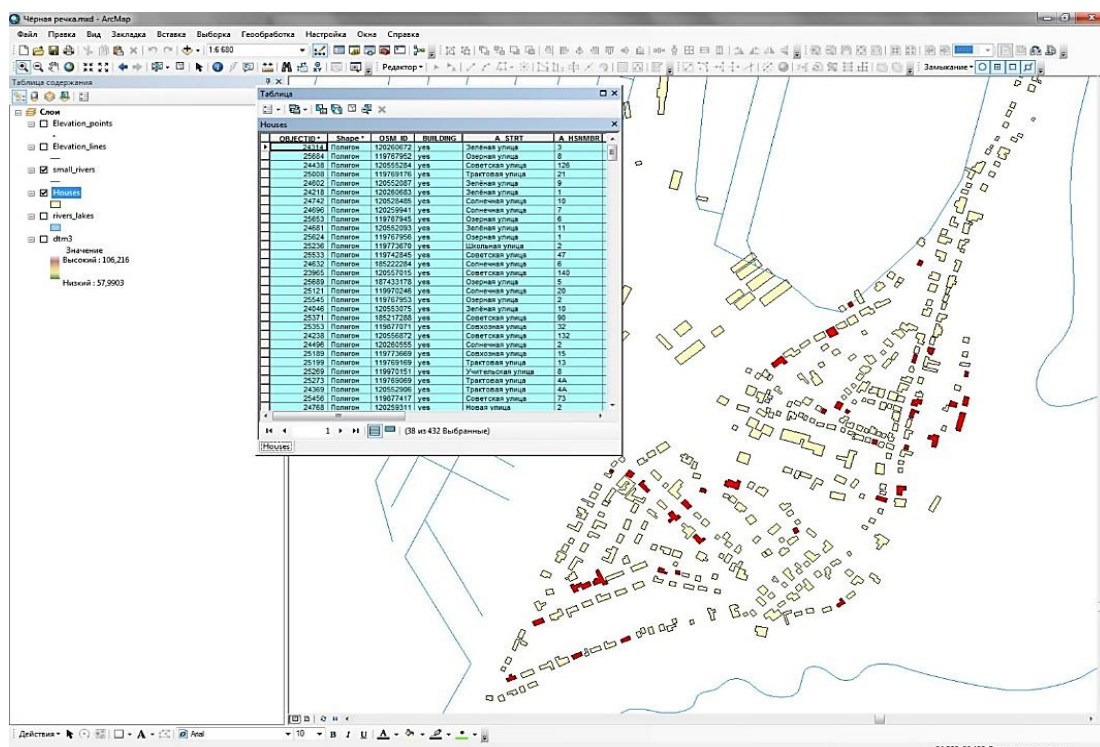 Чёрная речка.mxd - ArcMap
Файл Правка Вид Закладка Вставка Выборка Геообработка Настройка Окна Справка
1:6 680
Редактор
Замыкание
Таблица содержания
Слои
Elevation_points
Elevation_lines
small_rivers
Houses
rivers_lakes
dtm3
Значение
Высокий : 106,216
Низкий : 57,9903
Таблица
Houses
OBJECTID * Shape * OSM_ID BUILDING A_STRT A_HSNMBR
24314 Полигон 120260672 yes Зелёная улица 3
25684 Полигон 119767952 yes Озерная улица 8
24438 Полигон 120555284 yes Советская улица 126
25008 Полигон 119769176 yes Трактовая улица 21
24602 Полигон 120552087 yes Зелёная улица 9
24218 Полигон 120260683 yes Зелёная улица 1
24742 Полигон 120528485 yes Солнечная улица 10
24696 Полигон 120259941 yes Солнечная улица 7
25653 Полигон 119767945 yes Озерная улица 6
24681 Полигон 120552093 yes Зелёная улица 11
25624 Полигон 119767956 yes Озерная улица 1
25236 Полигон 119773670 yes Школьная улица 2
25533 Полигон 119742845 yes Советская улица 47
24632 Полигон 185222284 yes Солнечная улица 6
23965 Полигон 120557015 yes Советская улица 140
25689 Полигон 187433178 yes Озерная улица 5
25121 Полигон 119970246 yes Солнечная улица 20
25545 Полигон 119767953 yes Озерная улица 2
24046 Полигон 120553075 yes Зелёная улица 10
25371 Полигон 185217288 yes Советская улица 90
25353 Полигон 119877071 yes Совхозная улица 32
24238 Полигон 120556872 yes Советская улица 132
24496 Полигон 120260555 yes Солнечная улица 2
25189 Полигон 119773669 yes Совхозная улица 15
25199 Полигон 119769169 yes Трактовая улица 13
25269 Полигон 119970151 yes Учительская улица 8
25273 Полигон 119769069 yes Трактовая улица 4А
24369 Полигон 120552906 yes Трактовая улица 4А
25456 Полигон 119877417 yes Советская улица 73
24768 Полигон 120259311 yes Новая улица 2
1 (38 из 432 Выбранные)
Houses
Действия Arial 10 B I U A